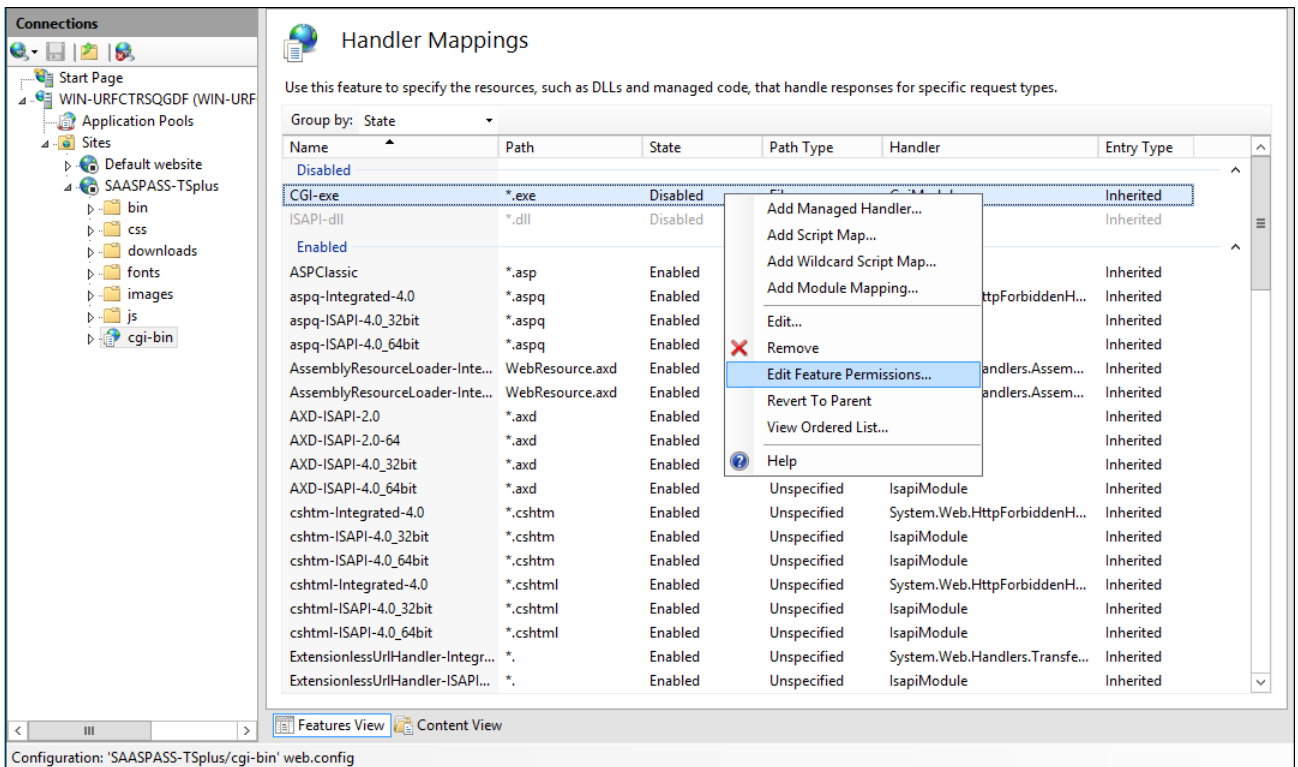 Connections
Start Page
WIN-URFCTRSQGDF (WIN-URF
Application Pools
Sites
Default website
SAASPASS-TSplus
bin
css
downloads
fonts
images
js
cgi-bin
Handler Mappings
Use this feature to specify the resources, such as DLLs and managed code, that handle responses for specific request types.
Group by: State
Name Path State Path Type Handler Entry Type
Disabled
CGI-exe *.exe Disabled Inherited
ISAPI-dll *.dll Disabled Inherited
Enabled
ASPClassic *.asp Enabled Inherited
aspq-Integrated-4.0 *.aspq Enabled ttpForbiddenH... Inherited
aspq-ISAPI-4.0_32bit *.aspq Enabled Inherited
aspq-ISAPI-4.0_64bit *.aspq Enabled Inherited
AssemblyResourceLoader-Inte... WebResource.axd Enabled andlers.Assem... Inherited
AssemblyResourceLoader-Inte... WebResource.axd Enabled andlers.Assem... Inherited
AXD-ISAPI-2.0 *.axd Enabled Inherited
AXD-ISAPI-2.0-64 *.axd Enabled Inherited
AXD-ISAPI-4.0_32bit *.axd Enabled Inherited
AXD-ISAPI-4.0_64bit *.axd Enabled Unspecified IsapiModule Inherited
cshtm-Integrated-4.0 *.cshtm Enabled Unspecified System.Web.HttpForbiddenH... Inherited
cshtm-ISAPI-4.0_32bit *.cshtm Enabled Unspecified IsapiModule Inherited
cshtm-ISAPI-4.0_64bit *.cshtm Enabled Unspecified IsapiModule Inherited
cshtml-Integrated-4.0 *.cshtml Enabled Unspecified System.Web.HttpForbiddenH... Inherited
cshtml-ISAPI-4.0_32bit *.cshtml Enabled Unspecified IsapiModule Inherited
cshtml-ISAPI-4.0_64bit *.cshtml Enabled Unspecified IsapiModule Inherited
ExtensionlessUrlHandler-Integr... *. Enabled Unspecified System.Web.Handlers.Transfe... Inherited
ExtensionlessUrlHandler-ISAPI... *. Enabled Unspecified IsapiModule Inherited
Add Managed Handler...
Add Script Map...
Add Wildcard Script Map...
Add Module Mapping...
Edit...
Remove
Edit Feature Permissions...
Revert To Parent
View Ordered List...
Help
Features View Content View
Configuration: 'SAASPASS-TSplus/cgi-bin' web.config